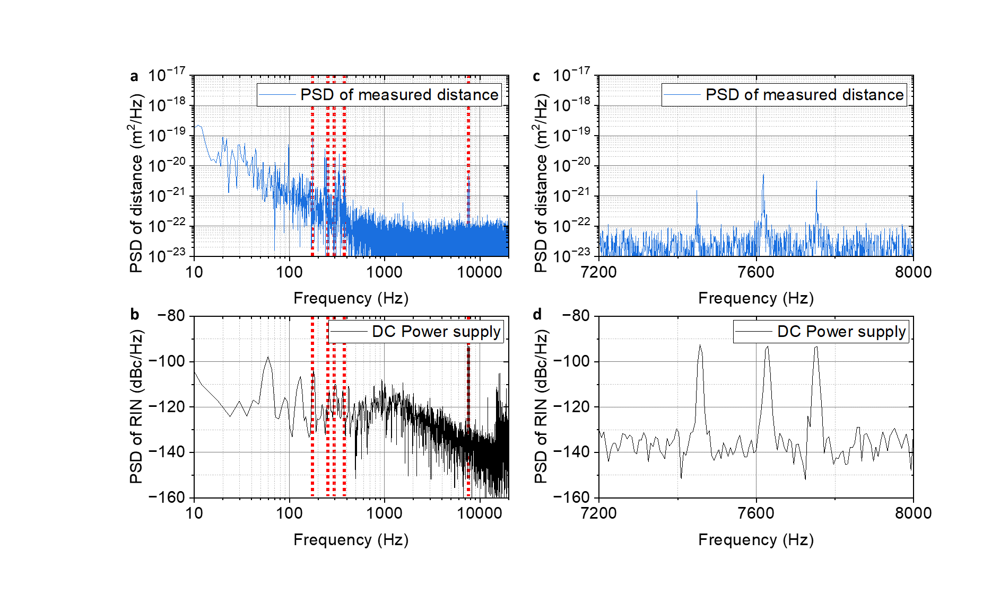 a
PSD of distance (m²/Hz)
10⁻¹⁷
10⁻¹⁸
10⁻¹⁹
10⁻²⁰
10⁻²¹
10⁻²²
10⁻²³
PSD of measured distance
10 100 1000 10000
Frequency (Hz)
c
PSD of distance (m²/Hz)
10⁻¹⁷
10⁻¹⁸
10⁻¹⁹
10⁻²⁰
10⁻²¹
10⁻²²
10⁻²³
PSD of measured distance
7200 7600 8000
Frequency (Hz)
b
PSD of RIN (dBc/Hz)
−80
−100
−120
−140
−160
DC Power supply
10 100 1000 10000
Frequency (Hz)
d
PSD of RIN (dBc/Hz)
−80
−100
−120
−140
−160
DC Power supply
7200 7600 8000
Frequency (Hz)